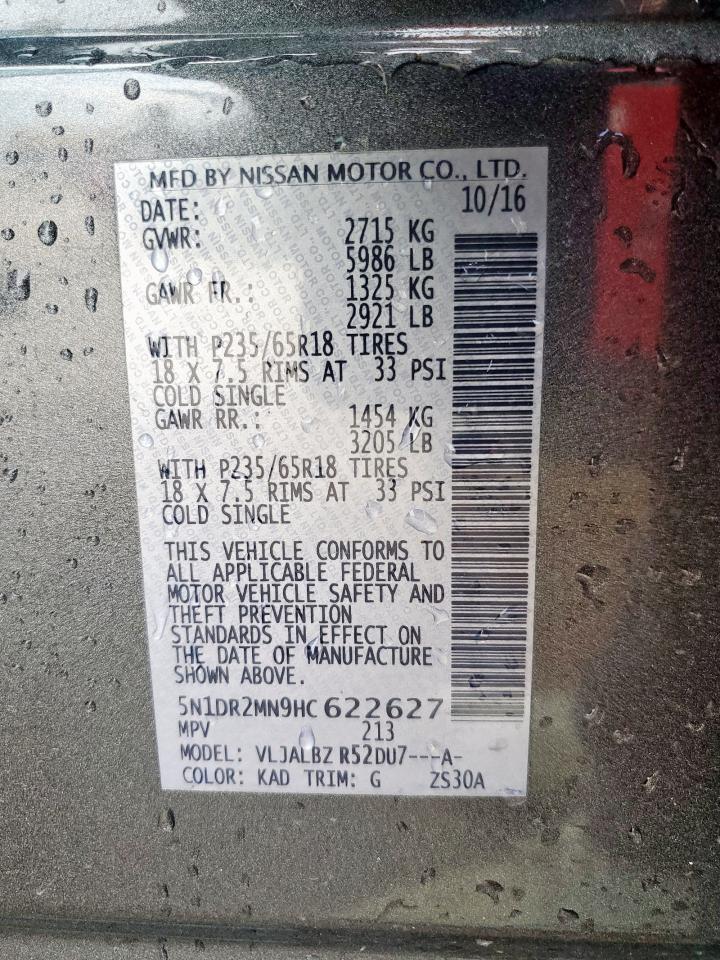 MFD BY NISSAN MOTOR CO., LTD.
DATE: 10/16
GVWR: 2715 KG
5986 LB
GAWR FR.: 1325 KG
2921 LB
WITH P235/65R18 TIRES
18 X 7.5 RIMS AT 33 PSI
COLD SINGLE
GAWR RR.: 1454 KG
3205 LB
WITH P235/65R18 TIRES
18 X 7.5 RIMS AT 33 PSI
COLD SINGLE
THIS VEHICLE CONFORMS TO
ALL APPLICABLE FEDERAL
MOTOR VEHICLE SAFETY AND
THEFT PREVENTION
STANDARDS IN EFFECT ON
THE DATE OF MANUFACTURE
SHOWN ABOVE.
5N1DR2MN9HC 622627
MPV 213
MODEL: VLJALBZ R52DU7----A-
COLOR: KAD TRIM: G ZS30A